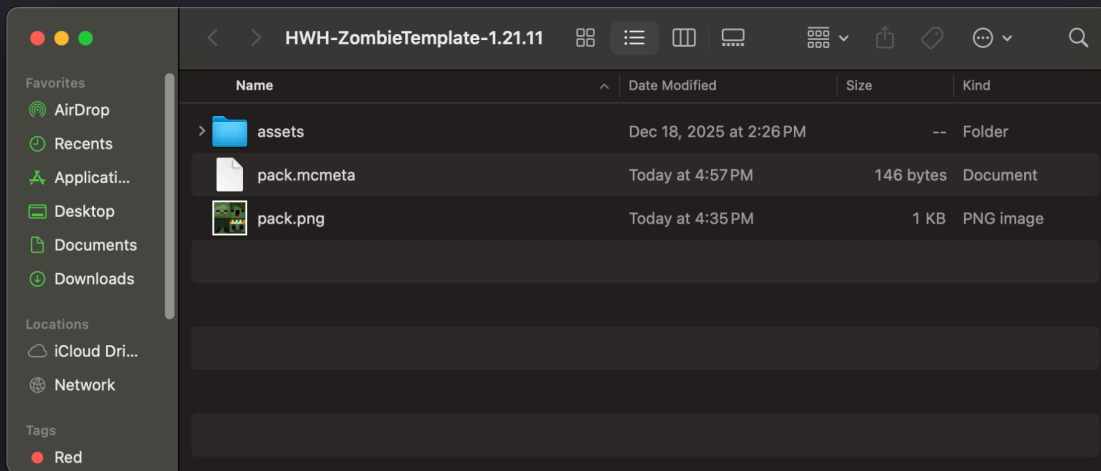 HWH-ZombieTemplate-1.21.11
Favorites
AirDrop
Recents
Applicati...
Desktop
Documents
Downloads
Locations
iCloud Dri...
Network
Tags
Red
Name Date Modified Size Kind
assets Dec 18, 2025 at 2:26 PM -- Folder
pack.mcmeta Today at 4:57 PM 146 bytes Document
pack.png Today at 4:35 PM 1 KB PNG image